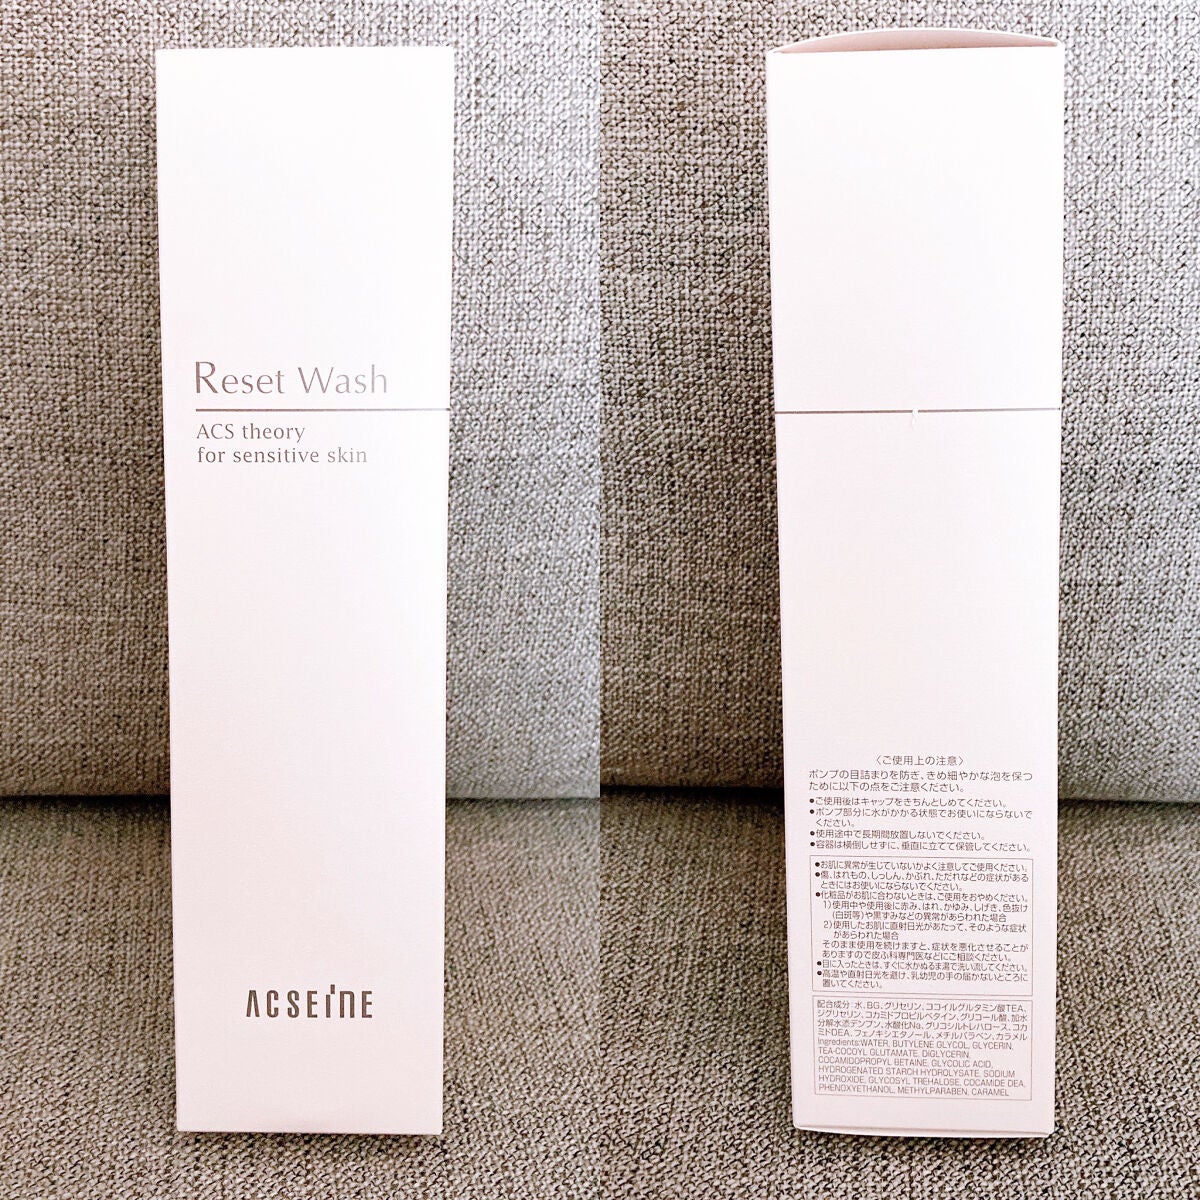 Reset Wash
ACS theory
for sensitive skin
ACSEINE
〈ご使用上の注意〉
ポンプの目詰まりを防ぎ、きめ細やかな泡を保つ
ために以下の点をご注意ください。
●ご使用後はキャップをきちんとしめてください。
●ポンプ部分に水がかかる状態でお使いにならないで
ください。
●使用途中で長期間放置しないでください。
●容器は横倒しせずに、垂直に立てて保管してください。
●お肌に異常が生じていないかよく注意してご使用ください。
●傷、はれもの、しっしん、かぶれ、ただれなどの症状がある
ときにはお使いにならないでください。
●化粧品がお肌に合わないときは、ご使用をおやめください。
1)使用中や使用後に赤み、はれ、かゆみ、しげき、色抜け
(白斑等)や黒ずみなどの異常があらわれた場合
2)使用したお肌に直射日光があたって、そのような症状
があらわれた場合
そのまま使用を続けますと、症状を悪化させることが
ありますので皮ふ科専門医などにご相談ください。
●目に入ったときは、すぐに水かぬるま湯で洗い流してください。
●高温や直射日光を避け、乳幼児の手の届かないところに
置いてください。
配合成分:水、BG、グリセリン、ココイルグルタミン酸TEA、
ジグリセリン、コカミドプロピルベタイン、グリコール酸、加水
分解水添デンプン、水酸化Na、グリコシルトレハロース、コカ
ミドDEA、フェノキシエタノール、メチルパラベン、カラメル
Ingredients:WATER, BUTYLENE GLYCOL, GLYCERIN,
TEA-COCOYL GLUTAMATE, DIGLYCERIN,
COCAMIDOPROPYL BETAINE, GLYCOLIC ACID,
HYDROGENATED STARCH HYDROLYSATE, SODIUM
HYDROXIDE, GLYCOSYL TREHALOSE, COCAMIDE DEA,
PHENOXYETHANOL, METHYLPARABEN, CARAMEL